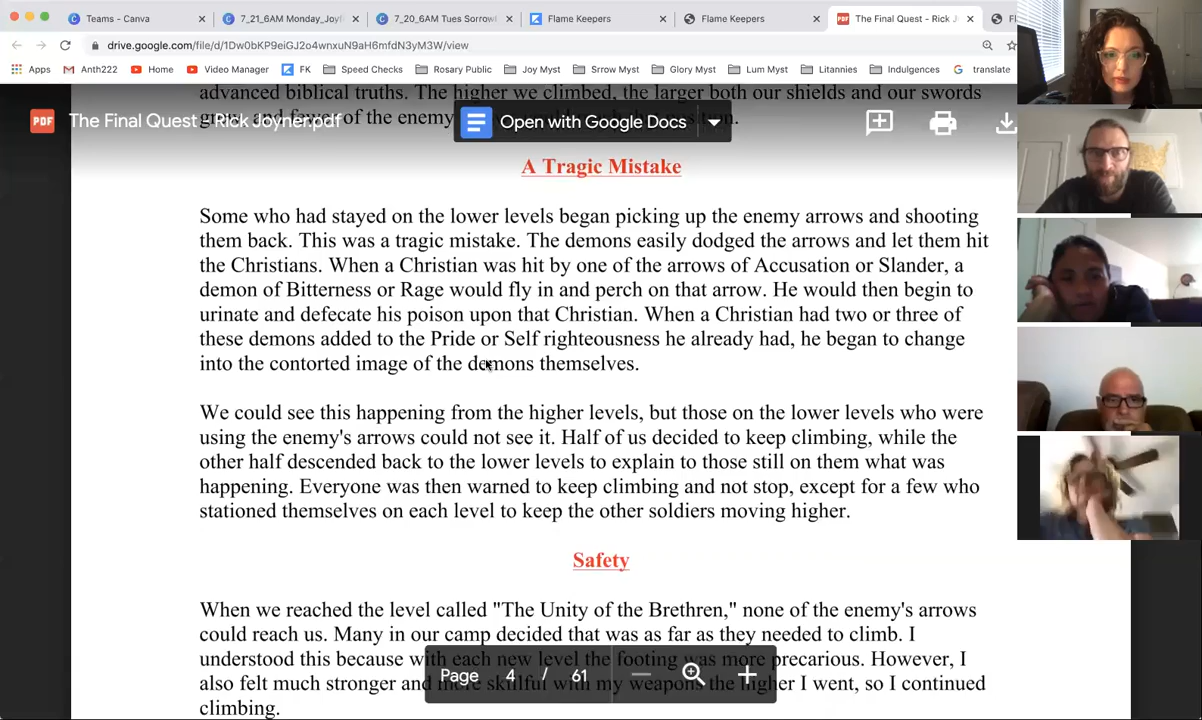 Teams - Canva
7_21_6AM Monday_Joyf
7_20_6AM Tues Sorrow
Flame Keepers
Flame Keepers
The Final Quest - Rick J
drive.google.com/file/d/1Dw0bKP9eiGJ2o4wnxuN9aH6mfdN3yM3W/view
Apps
Anth222
Home
Video Manager
FK
Speed Checks
Rosary Public
Joy Myst
Srrow Myst
Glory Myst
Lum Myst
Litannies
Indulgences
translate
advanced biblical truths. The higher we climbed, the larger both our shields and our swords
The Final Quest - Rick Joyner.pdf
Open with Google Docs
A Tragic Mistake
Some who had stayed on the lower levels began picking up the enemy arrows and shooting
them back. This was a tragic mistake. The demons easily dodged the arrows and let them hit
the Christians. When a Christian was hit by one of the arrows of Accusation or Slander, a
demon of Bitterness or Rage would fly in and perch on that arrow. He would then begin to
urinate and defecate his poison upon that Christian. When a Christian had two or three of
these demons added to the Pride or Self righteousness he already had, he began to change
into the contorted image of the demons themselves.
We could see this happening from the higher levels, but those on the lower levels who were
using the enemy's arrows could not see it. Half of us decided to keep climbing, while the
other half descended back to the lower levels to explain to those still on them what was
happening. Everyone was then warned to keep climbing and not stop, except for a few who
stationed themselves on each level to keep the other soldiers moving higher.
Safety
When we reached the level called "The Unity of the Brethren," none of the enemy's arrows
could reach us. Many in our camp decided that was as far as they needed to climb. I
understood this because with each new level the footing was more precarious. However, I
also felt much stronger and more skillful with my weapons the higher I went, so I continued
climbing.
Page 4 / 61